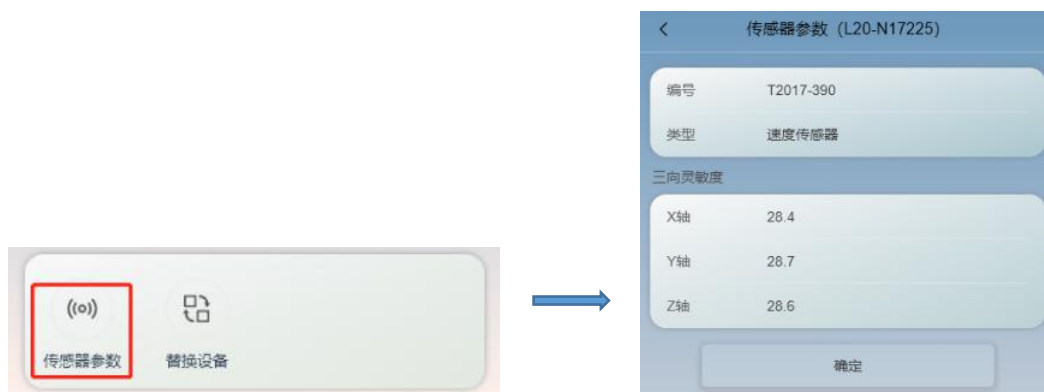 传感器参数 替换设备
传感器参数（L20-N17225）
编号 T2017-390
类型 速度传感器
三向灵敏度
X轴 28.4
Y轴 28.7
Z轴 28.6
确定